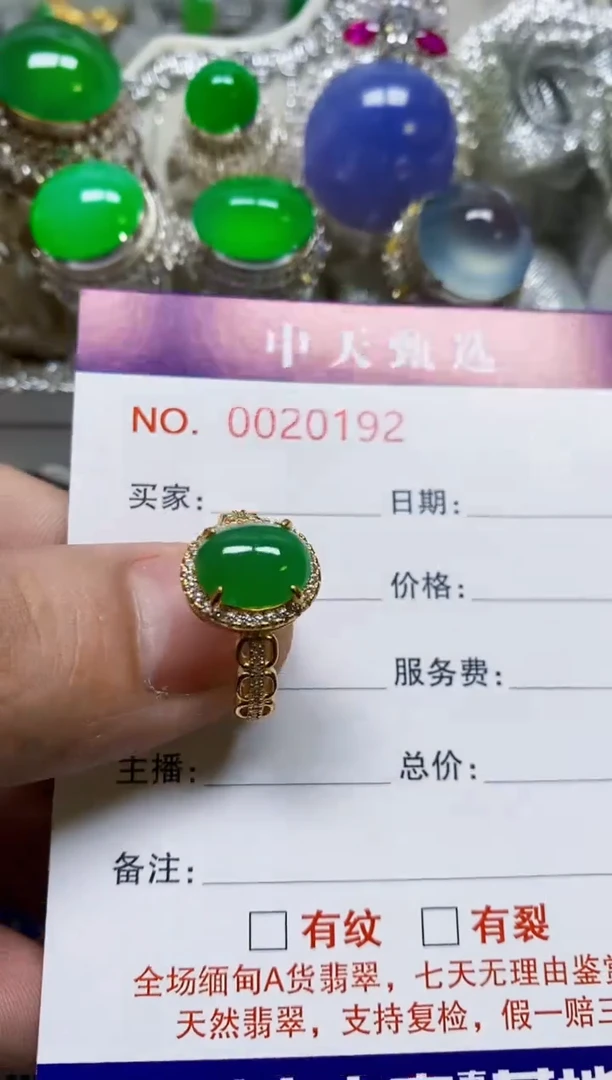 中天甄选
NO. 0020192
买家: 日期:
价格:
服务费:
主播: 总价:
备注:
有纹 有裂
全场缅甸A货翡翠，七天无理由鉴赏
天然翡翠，支持复检，假一赔三